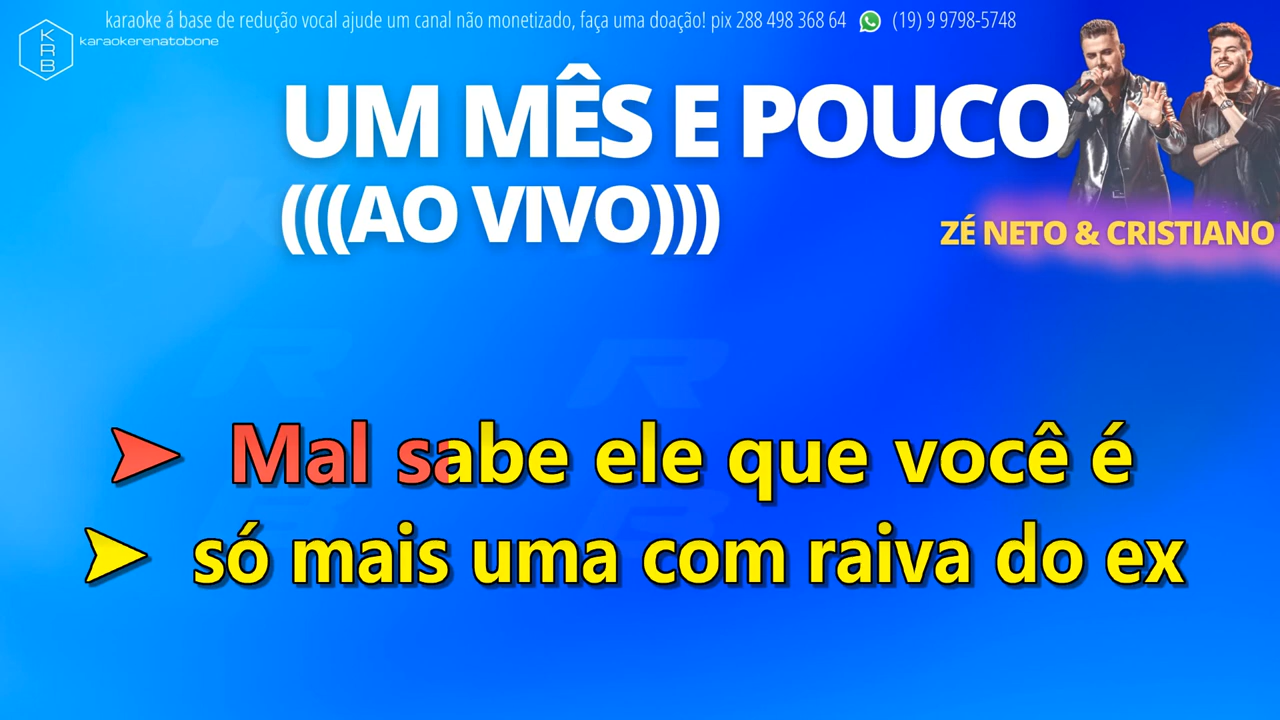 karaoke á base de redução vocal ajude um canal não monetizado, faça uma doação! pix 288 498 368 64 (19) 9 9798-5748
K
R
B
karaokerenatobone
UM MÊS E POUCO
(((AO VIVO)))
ZÉ NETO & CRISTIANO
Mal sabe ele que você é
só mais uma com raiva do ex